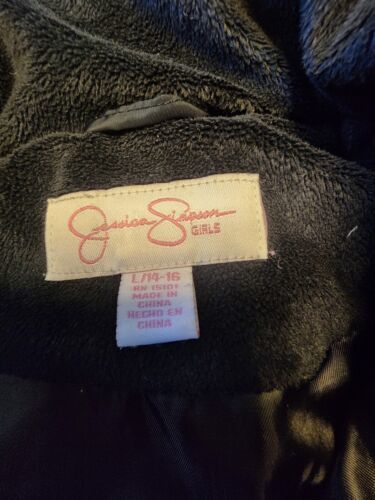 Jessica Simpson
GIRLS
L/14-16
RN 15101
MADE IN
CHINA
HECHO EN
CHINA